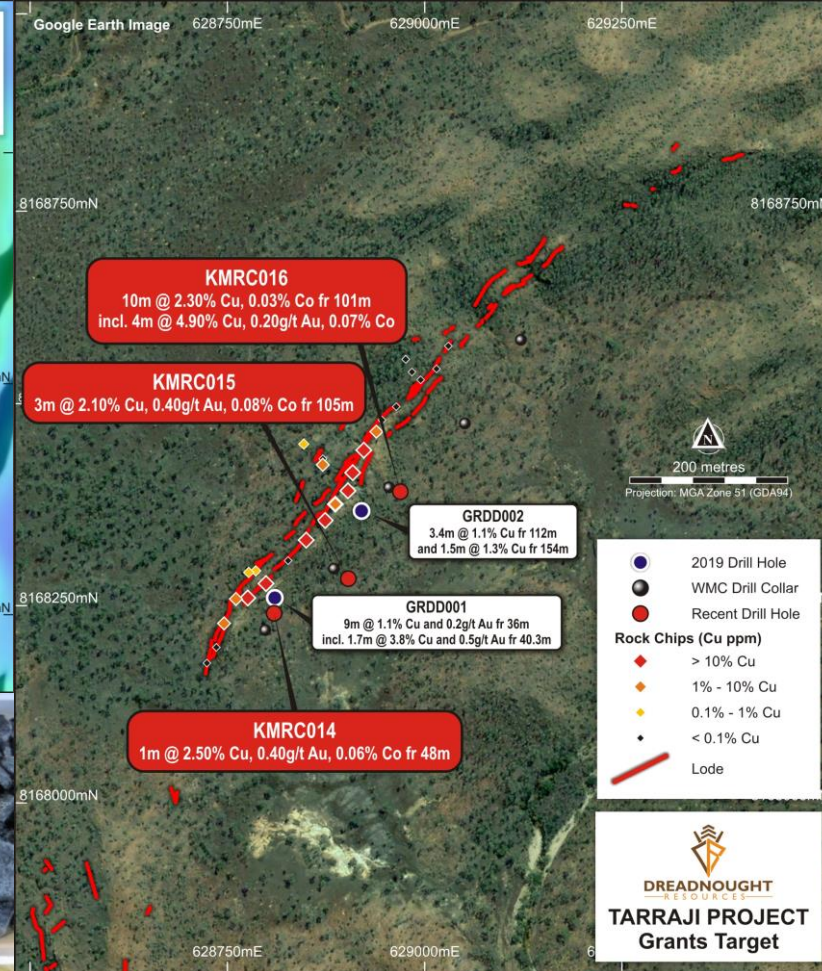 Google Earth Image
628750mE
629000mE
629250mE
8168750mN
8168750mN
KMRC016
10m @ 2.30% Cu, 0.03% Co fr 101m
incl. 4m @ 4.90% Cu, 0.20g/t Au, 0.07% Co
KMRC015
3m @ 2.10% Cu, 0.40g/t Au, 0.08% Co fr 105m
N
200 metres
Projection: MGA Zone 51 (GDA94)
GRDD002
3.4m @ 1.1% Cu fr 112m
and 1.5m @ 1.3% Cu fr 154m
2019 Drill Hole
WMC Drill Collar
Recent Drill Hole
Rock Chips (Cu ppm)
> 10% Cu
1% - 10% Cu
0.1% - 1% Cu
< 0.1% Cu
Lode
8168250mN
GRDD001
9m @ 1.1% Cu and 0.2g/t Au fr 36m
incl. 1.7m @ 3.8% Cu and 0.5g/t Au fr 40.3m
KMRC014
1m @ 2.50% Cu, 0.40g/t Au, 0.06% Co fr 48m
8168000mN
DREADNOUGHT
RESOURCES
TARRAJI PROJECT
Grants Target
628750mE
629000mE